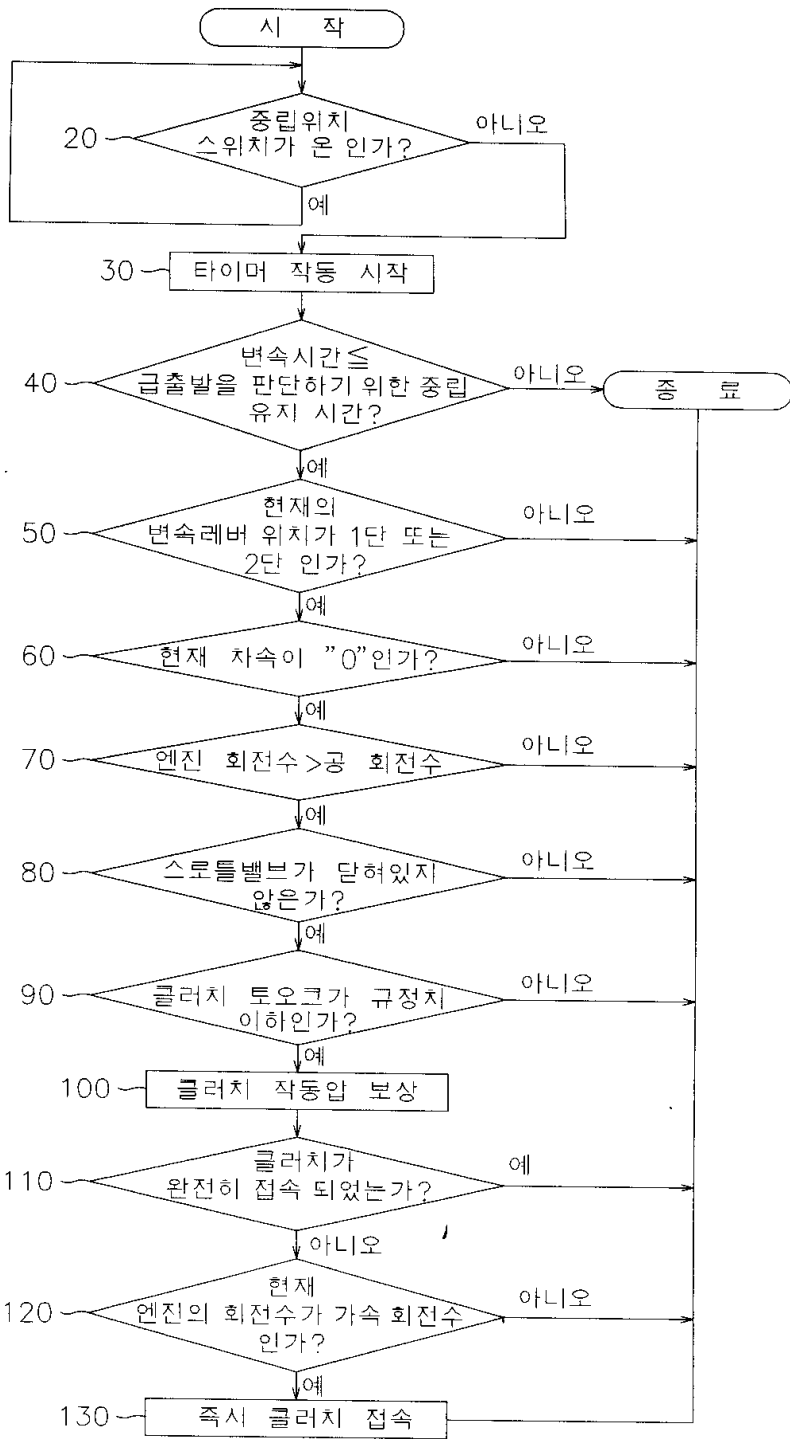 시 작
중립위치
20
스위치가 온 인가?
아니오
예
30
타이머 작동 시작
변속시간≦
40
급출발을 판단하기 위한 중립
유지 시간?
아니오
종 료
예
현재의
50
변속레버 위치가 1단 또는
2단 인가?
아니오
예
60
현재 차속이 "0"인가?
아니오
예
70
엔진 회전수>공 회전수
아니오
예
80
스로틀밸브가 닫혀있지
않은가?
아니오
예
90
클러치 토오크가 규정치
이하인가?
아니오
예
100
클러치 작동압 보상
클러치가
110
완전히 접속 되었는가?
예
아니오
현재
120
엔진의 회전수가 가속 회전수
인가?
아니오
예
130
즉시 클러치 접속